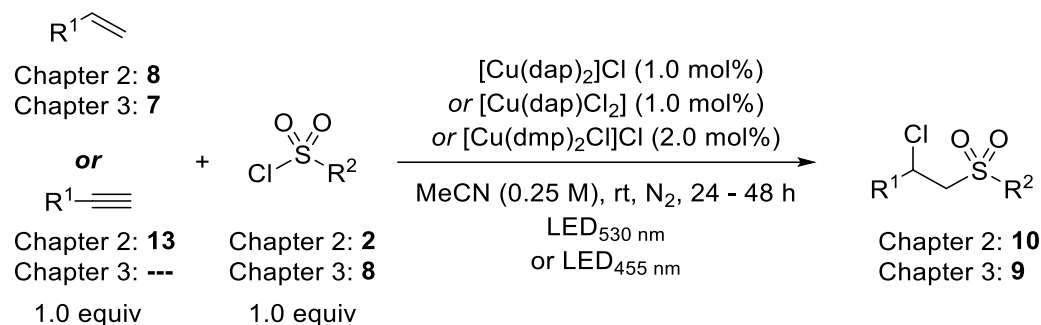 R¹
Chapter 2: 8
Chapter 3: 7
or
R¹
Chapter 2: 13
Chapter 3: ---
1.0 equiv
+
O O
S
Cl R²
Chapter 2: 2
Chapter 3: 8
1.0 equiv
[Cu(dap)₂]Cl (1.0 mol%)
or [Cu(dap)Cl₂] (1.0 mol%)
or [Cu(dmp)₂Cl]Cl (2.0 mol%)
MeCN (0.25 M), rt, N₂, 24 - 48 h
LED₅₃₀ ₙₘ
or LED₄₅₅ ₙₘ
Cl O O
S
R¹ R²
Chapter 2: 10
Chapter 3: 9